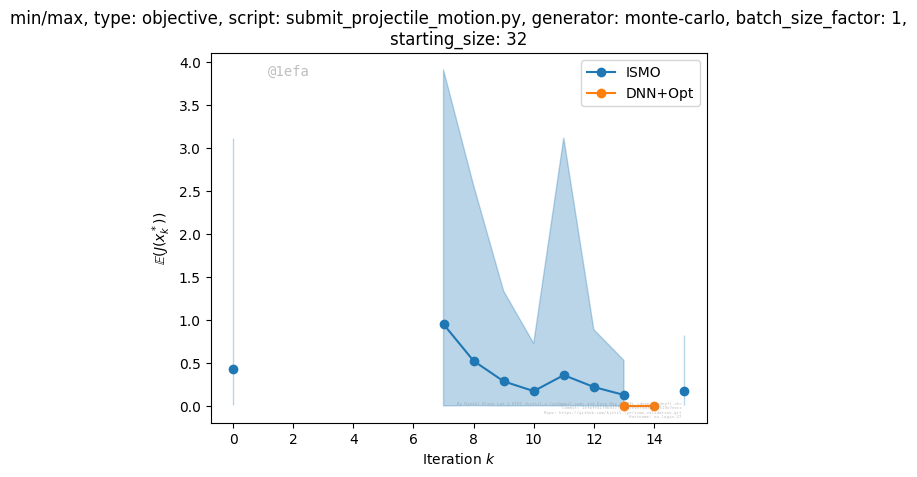 min/max, type: objective, script: submit_projectile_motion.py, generator: monte-carlo, batch_size_factor: 1,
starting_size: 32
@1efa
ISMO
DNN+Opt
4.0
3.5
3.0
2.5
2.0
1.5
1.0
0.5
0.0
𝔼(J(x_k^*))
0 2 4 6 8 10 12 14
Iteration k